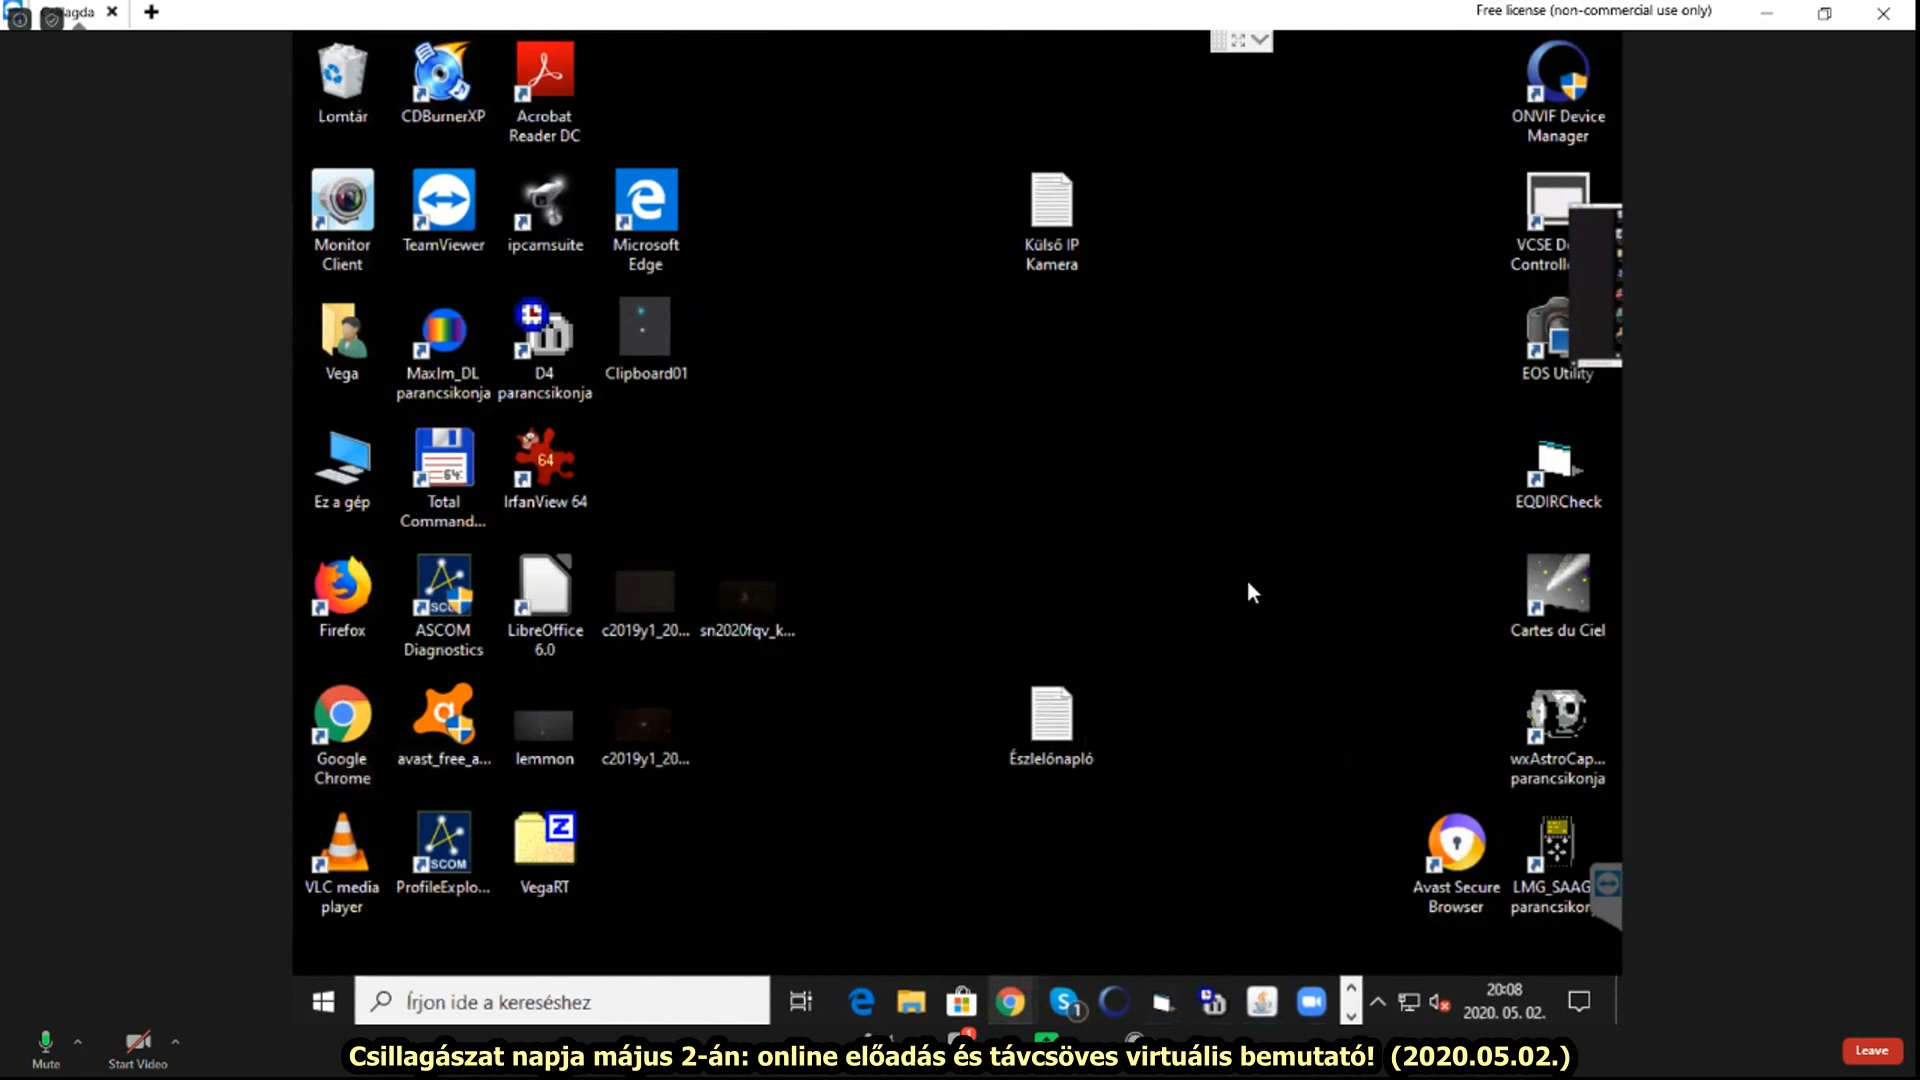 Free license (non-commercial use only)
Lomtár
CDBurnerXP
Acrobat
Reader DC
ONVIF Device
Manager
Monitor
Client
TeamViewer
ipcamsuite
Microsoft
Edge
Külső IP
Kamera
VCSE
Vega
MaxIm_DL
parancsikonja
D4
parancsikonja
Clipboard01
EOS Utility
Ez a gép
Total
Command...
IrfanView 64
EQDIRCheck
Firefox
ASCOM
Diagnostics
LibreOffice
6.0
c2019y1_20...
sn2020fqv_k...
Cartes du Ciel
Google
Chrome
avast_free_a...
lemmon
c2019y1_20...
Észlelőnapló
wxAstroCap...
parancsikonja
VLC media
player
ProfileExplo...
VegaRT
Avast Secure
Browser
LMG_SAAG
Írjon ide a kereséshez
20:08
2020. 05. 02.
Mute
Start Video
Csillagászat napja május 2-án: online előadás és távcsöves virtuális bemutató! (2020.05.02.)
Leave